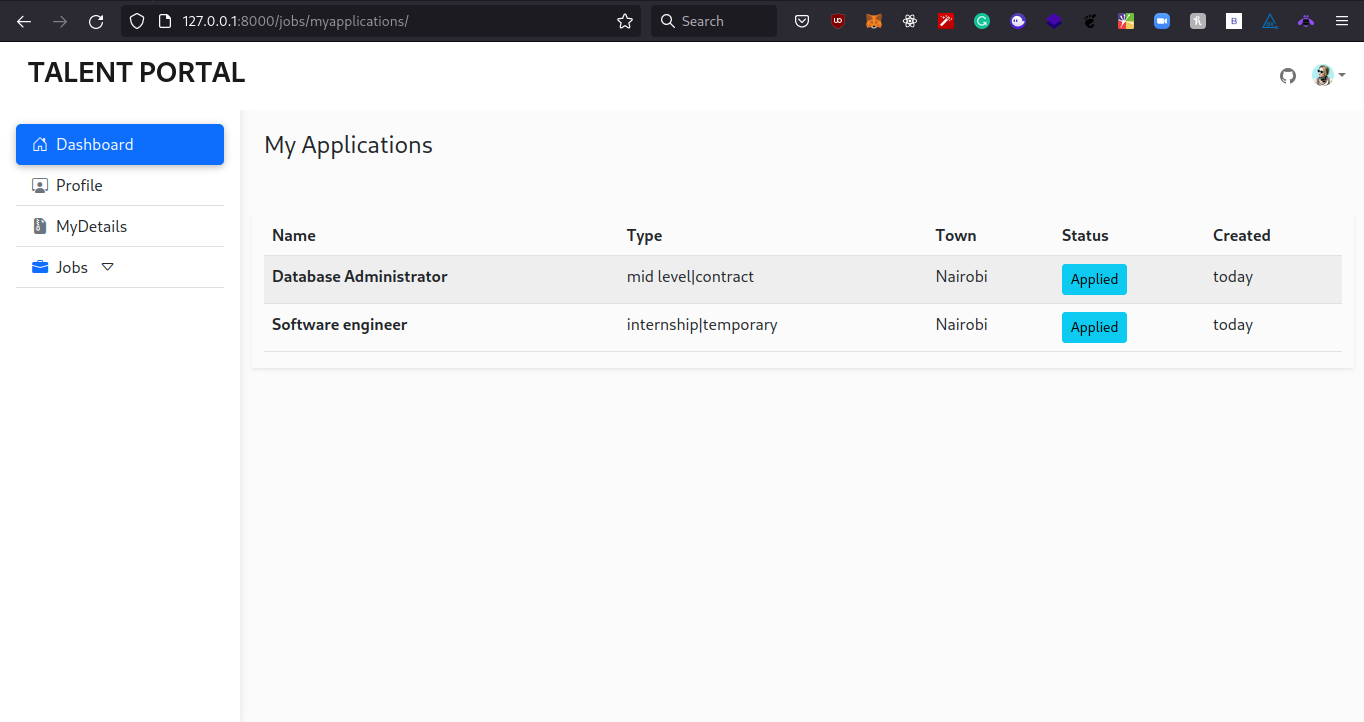 127.0.0.1:8000/jobs/myapplications/
Search
TALENT PORTAL
Dashboard
Profile
MyDetails
Jobs
My Applications
Name Type Town Status Created
Database Administrator mid level|contract Nairobi Applied today
Software engineer internship|temporary Nairobi Applied today